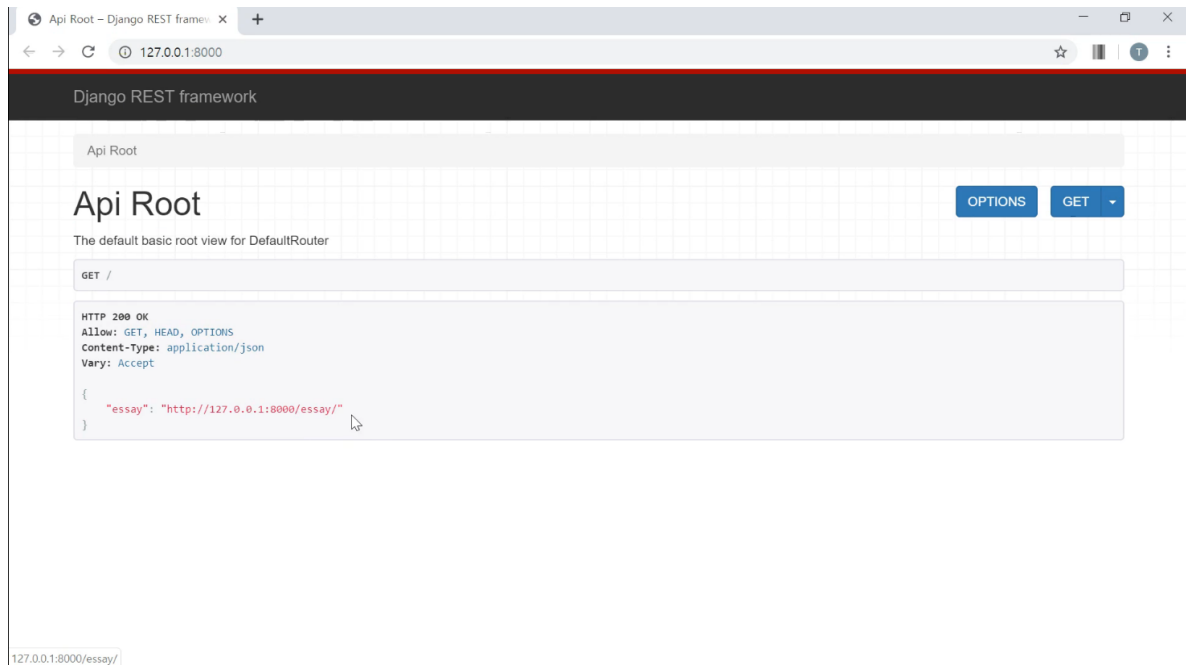 Api Root – Django REST framew
127.0.0.1:8000
T
Django REST framework
Api Root
Api Root
OPTIONS
GET
The default basic root view for DefaultRouter
GET /
HTTP 200 OK
Allow: GET, HEAD, OPTIONS
Content-Type: application/json
Vary: Accept
{
"essay": "http://127.0.0.1:8000/essay/"
}
127.0.0.1:8000/essay/